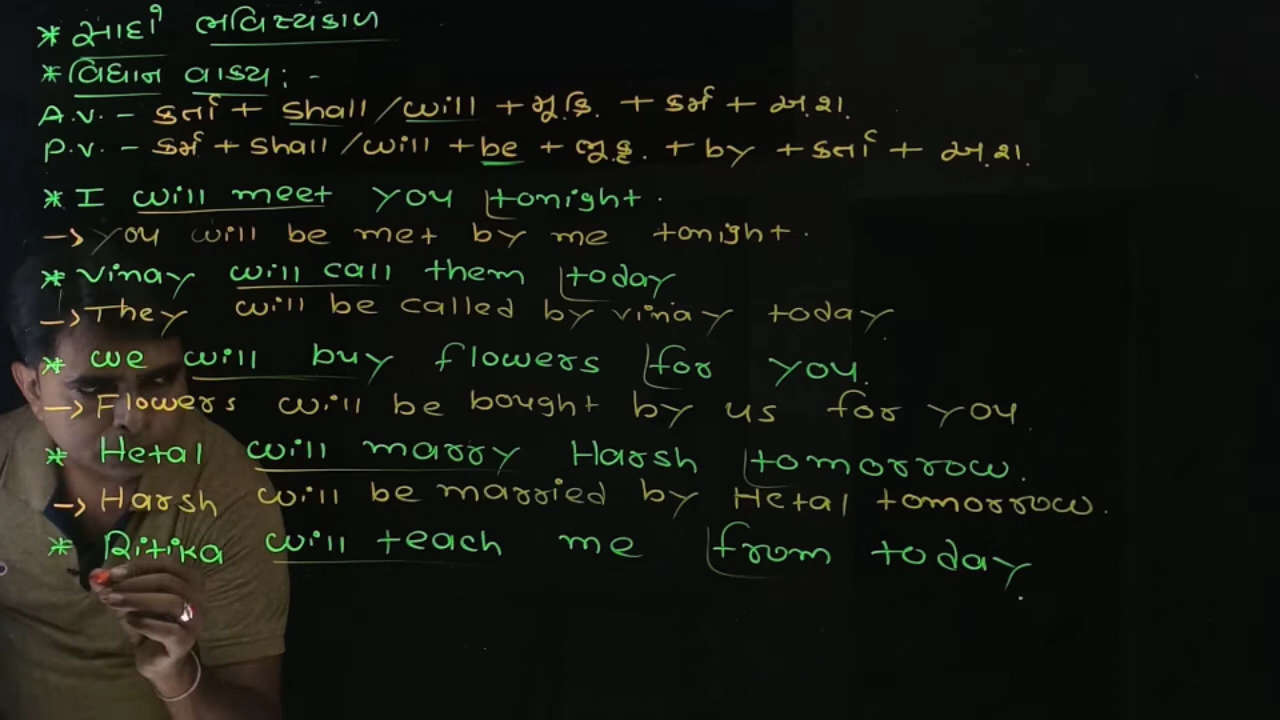 * સાદો ભવિષ્યકાળ
* વિધાન વાક્ય : -
A.V. - કર્તા + shall / will + મૂ.ક્રિ. + કર્મ + અ.શ.
P.V. - કર્મ + shall / will + be + ભૂ.કૃ. + by + કર્તા + અ.શ.
* I will meet you tonight.
→ you will be met by me tonight.
* Vinay will call them today
→ They will be called by Vinay today.
* we will buy flowers for you.
→ Flowers will be bought by us for you.
* Hetal will marry Harsh tomorrow.
→ Harsh will be married by Hetal tomorrow.
* Ritika will teach me from today.